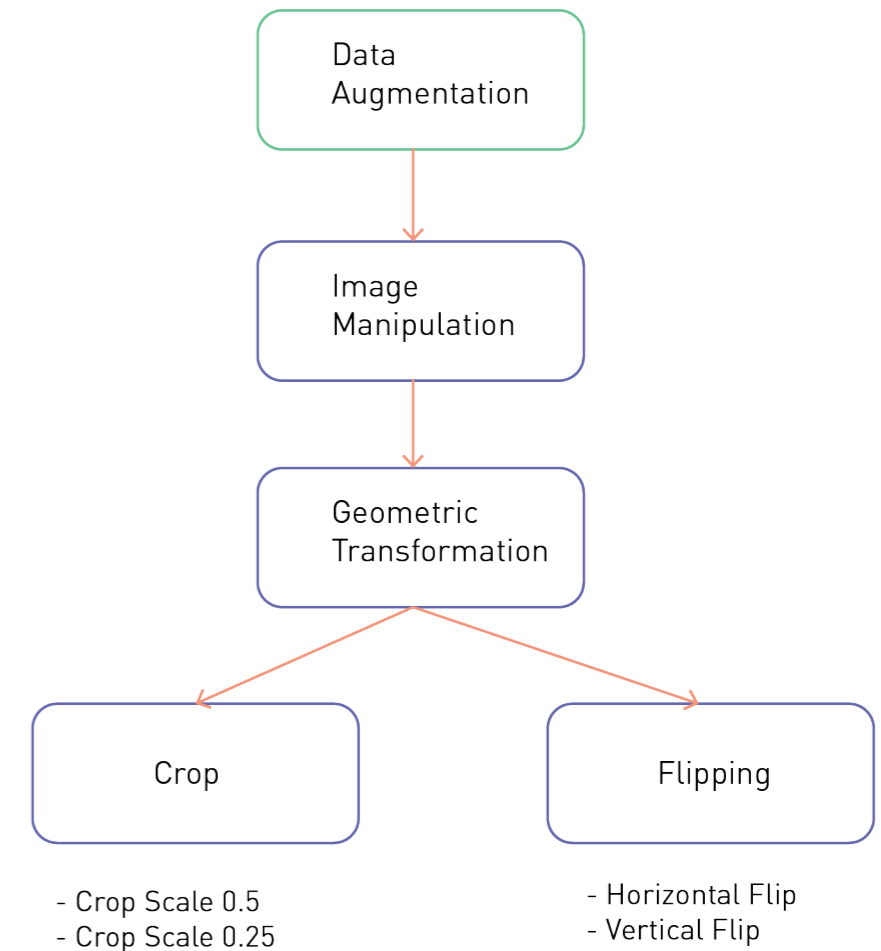 Data
Augmentation
Image
Manipulation
Geometric
Transformation
Crop
Flipping
- Crop Scale 0.5
- Crop Scale 0.25
- Horizontal Flip
- Vertical Flip